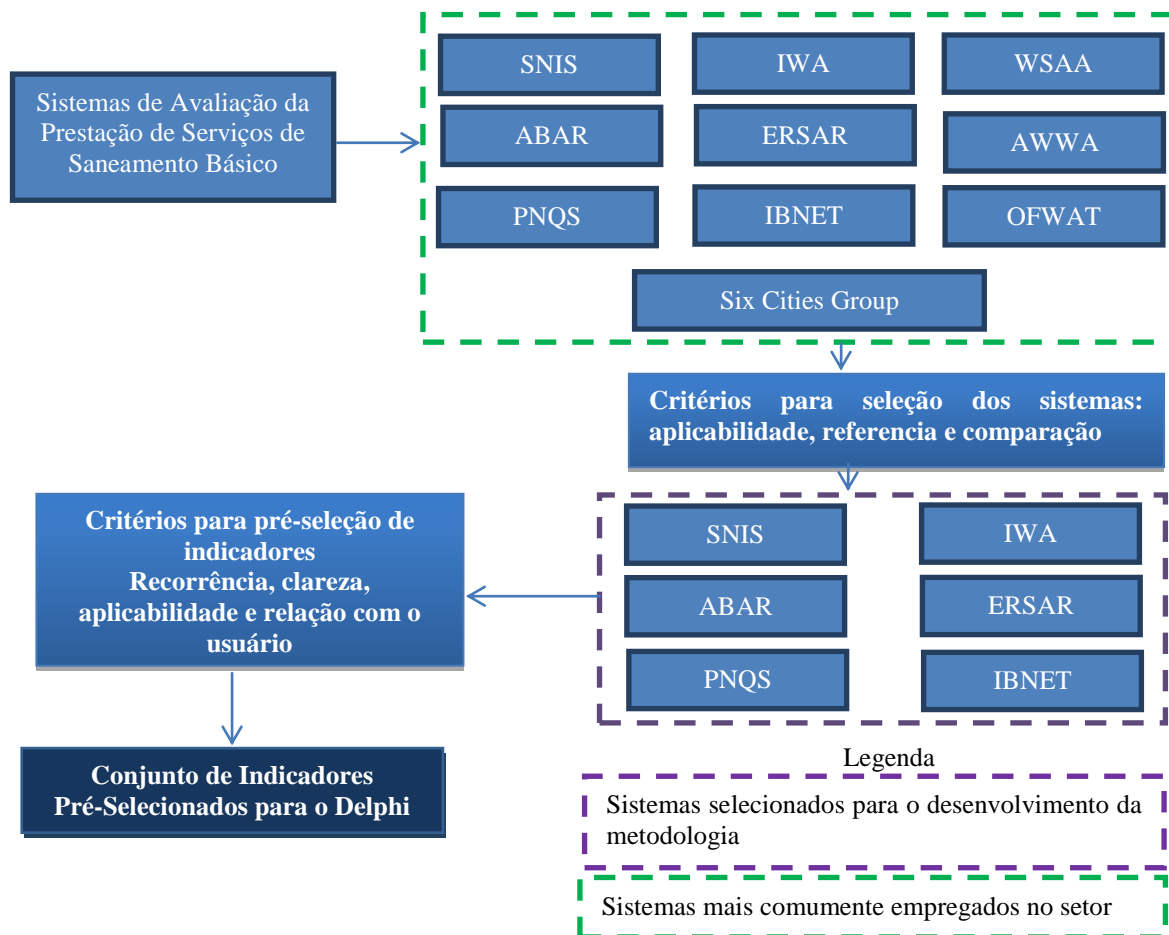 Sistemas de Avaliação da
Prestação de Serviços de
Saneamento Básico
SNIS
IWA
WSAA
ABAR
ERSAR
AWWA
PNQS
IBNET
OFWAT
Six Cities Group
Critérios para seleção dos sistemas:
aplicabilidade, referencia e comparação
SNIS
IWA
ABAR
ERSAR
PNQS
IBNET
Critérios para pré-seleção de
indicadores
Recorrência, clareza,
aplicabilidade e relação com o
usuário
Conjunto de Indicadores
Pré-Selecionados para o Delphi
Legenda
Sistemas selecionados para o desenvolvimento da
metodologia
Sistemas mais comumente empregados no setor